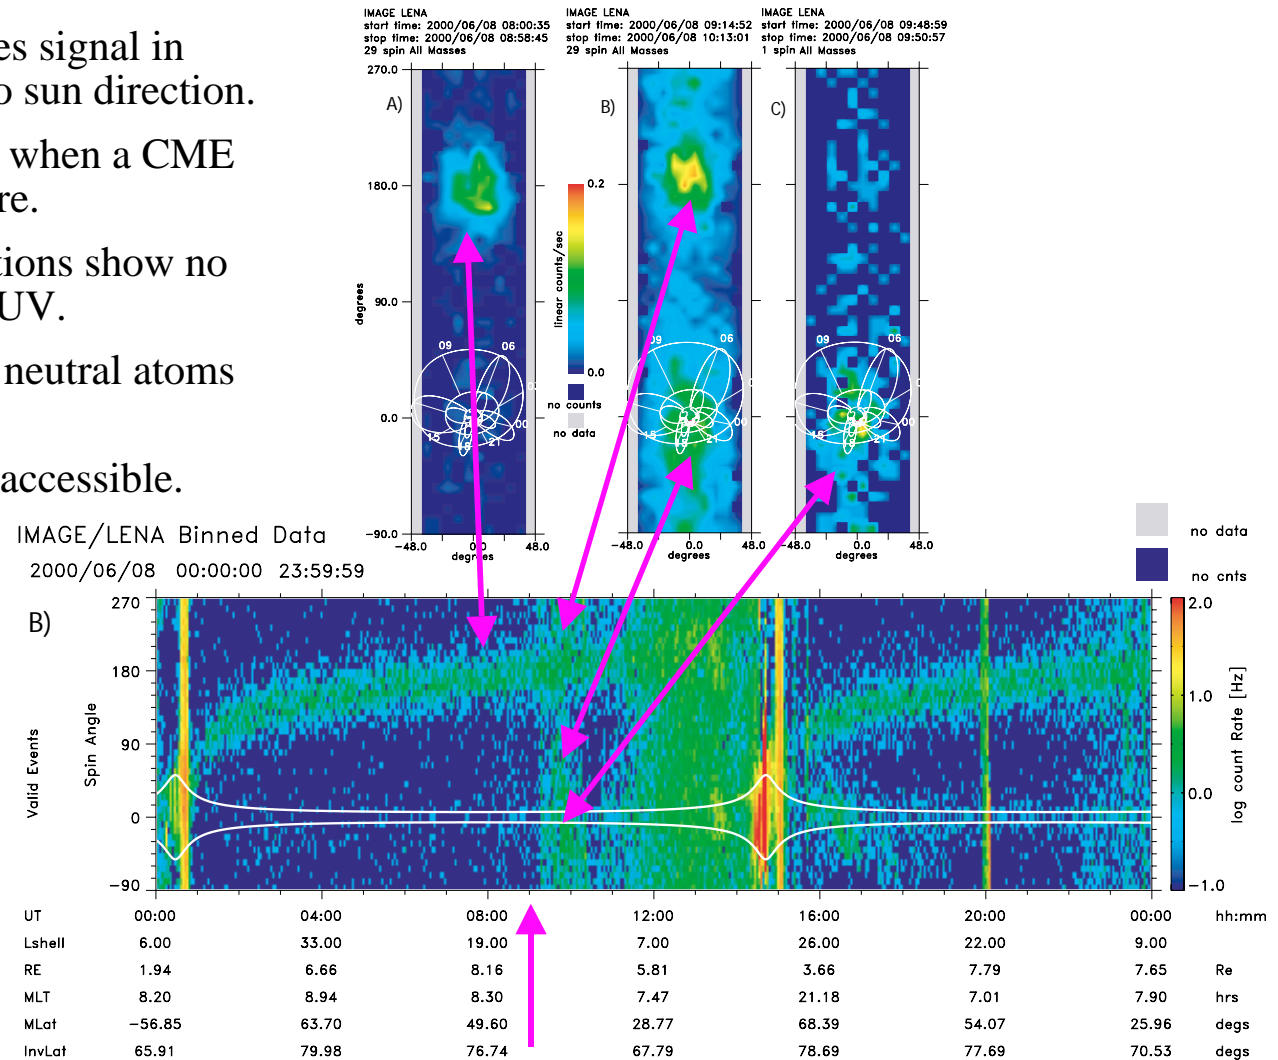 es signal in
o sun direction.
when a CME
re.
tions show no
UV.
neutral atoms
accessible.
IMAGE LENA
start time: 2000/06/08 08:00:35
stop time: 2000/06/08 08:58:45
29 spin All Masses
IMAGE LENA
start time: 2000/06/08 09:14:52
stop time: 2000/06/08 10:13:01
29 spin All Masses
IMAGE LENA
start time: 2000/06/08 09:48:59
stop time: 2000/06/08 09:50:57
1 spin All Masses
270.0
180.0
90.0
0.0
-90.0
degrees
A)
09
06
15
18
21
00
-48.0
0.0
48.0
degrees
0.2
0.0
linear counts/sec
no counts
no data
B)
09
06
15
18
21
00
-48.0
0.0
48.0
degrees
C)
09
06
15
18
21
00
-48.0
0.0
48.0
degrees
IMAGE/LENA Binned Data
2000/06/08 00:00:00 23:59:59
no data
no cnts
B)
Valid Events
Spin Angle
270
180
90
0
-90
2.0
1.0
0.0
-1.0
log count Rate [Hz]
UT 00:00 04:00 08:00 12:00 16:00 20:00 00:00 hh:mm
Lshell 6.00 33.00 19.00 7.00 26.00 22.00 9.00
RE 1.94 6.66 8.16 5.81 3.66 7.79 7.65 Re
MLT 8.20 8.94 8.30 7.47 21.18 7.01 7.90 hrs
MLat -56.85 63.70 49.60 28.77 68.39 54.07 25.96 degs
InvLat 65.91 79.98 76.74 67.79 78.69 77.69 70.53 degs